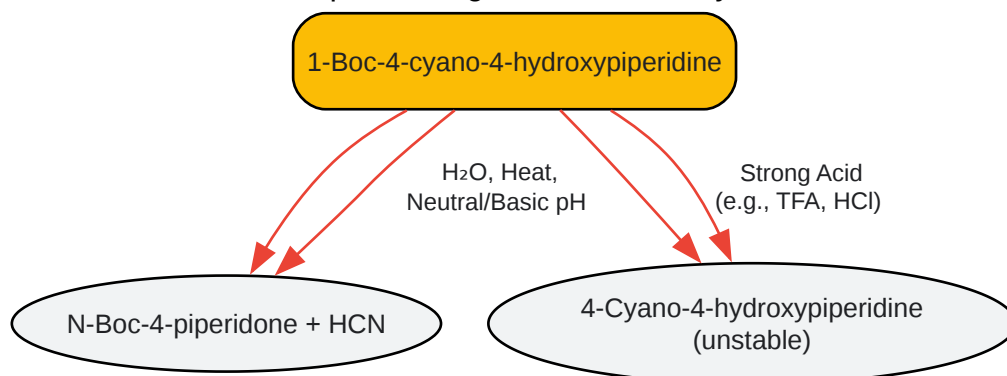 1-Boc-4-cyano-4-hydroxypiperidine
H₂O, Heat,
Neutral/Basic pH
Strong Acid
(e.g., TFA, HCl)
N-Boc-4-piperidone + HCN
4-Cyano-4-hydroxypiperidine
(unstable)